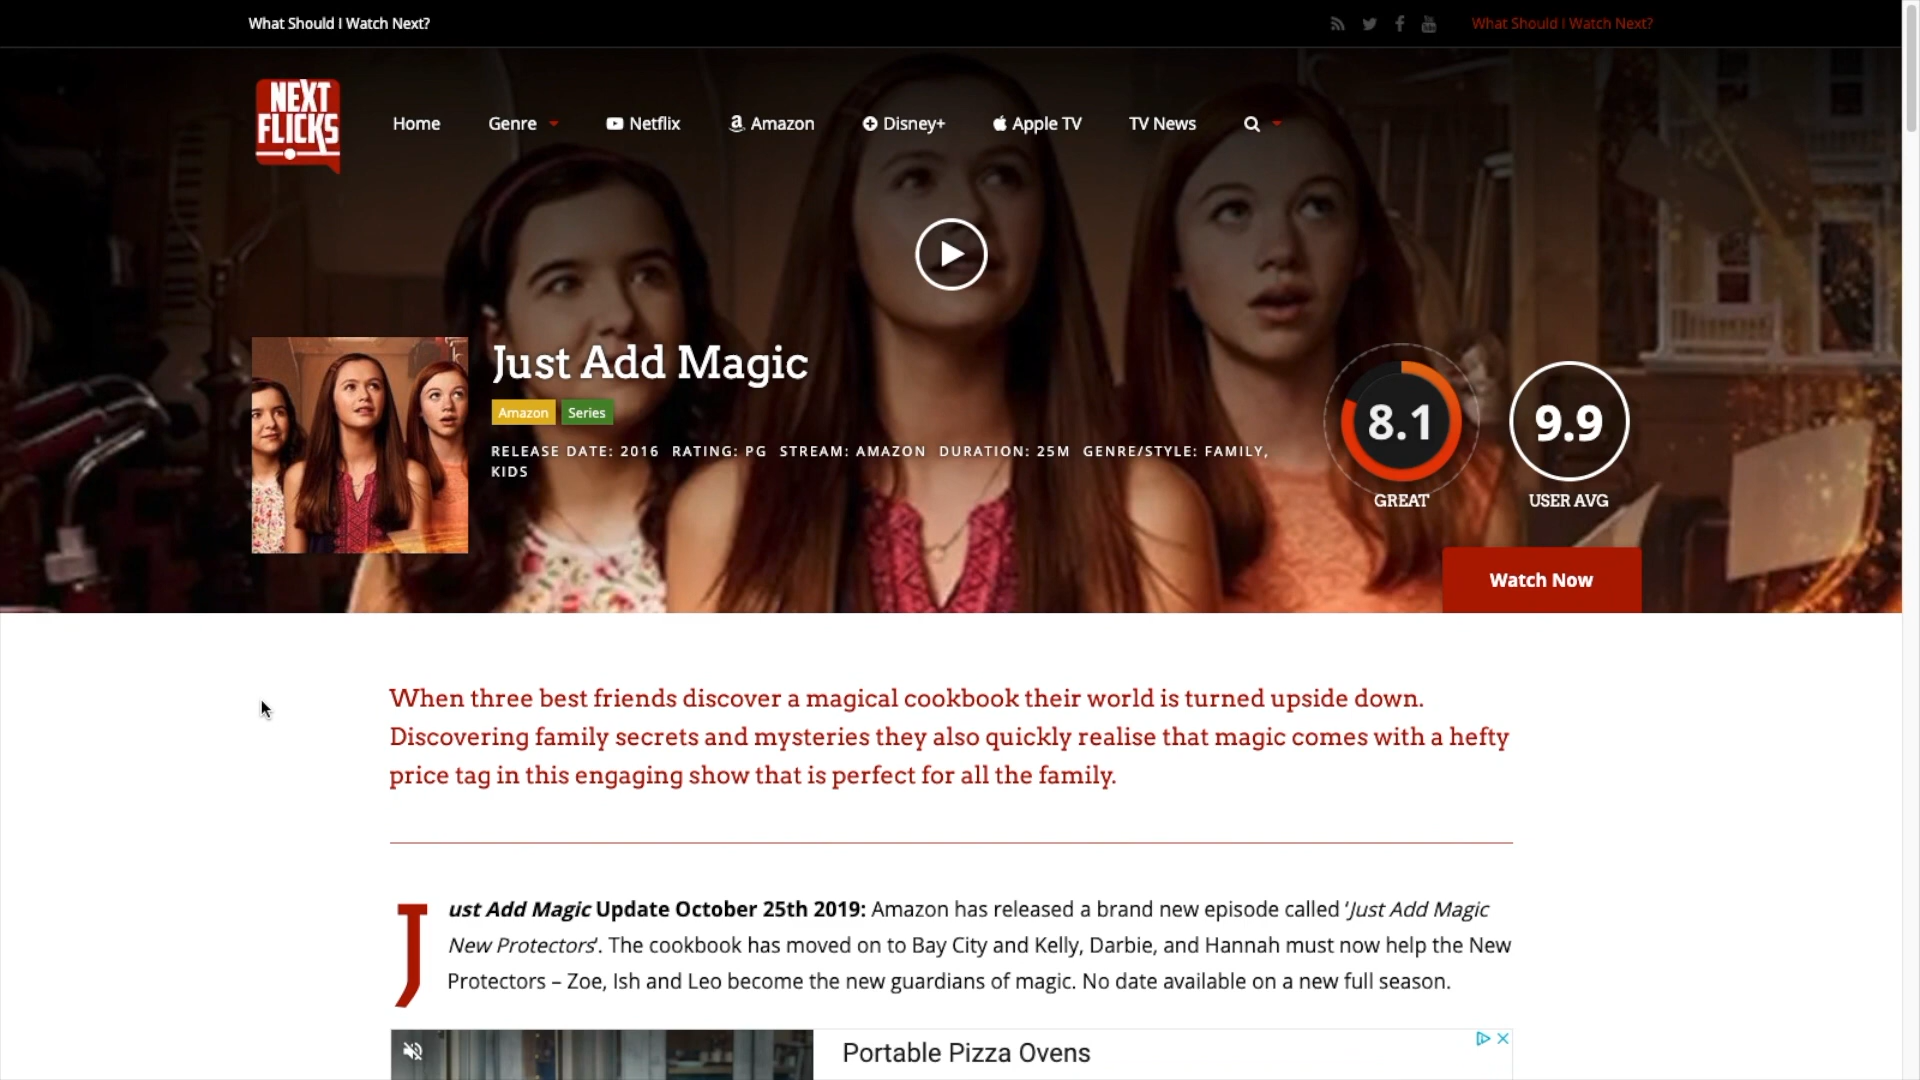 What Should I Watch Next?
What Should I Watch Next?
NEXT
FLICKS
Home
Genre
Netflix
Amazon
Disney+
Apple TV
TV News
Just Add Magic
Amazon
Series
RELEASE DATE: 2016 RATING: PG STREAM: AMAZON DURATION: 25M GENRE/STYLE: FAMILY,
KIDS
8.1
GREAT
9.9
USER AVG
Watch Now
When three best friends discover a magical cookbook their world is turned upside down.
Discovering family secrets and mysteries they also quickly realise that magic comes with a hefty
price tag in this engaging show that is perfect for all the family.
Just Add Magic Update October 25th 2019: Amazon has released a brand new episode called ‘Just Add Magic
New Protectors‘. The cookbook has moved on to Bay City and Kelly, Darbie, and Hannah must now help the New
Protectors – Zoe, Ish and Leo become the new guardians of magic. No date available on a new full season.
Portable Pizza Ovens